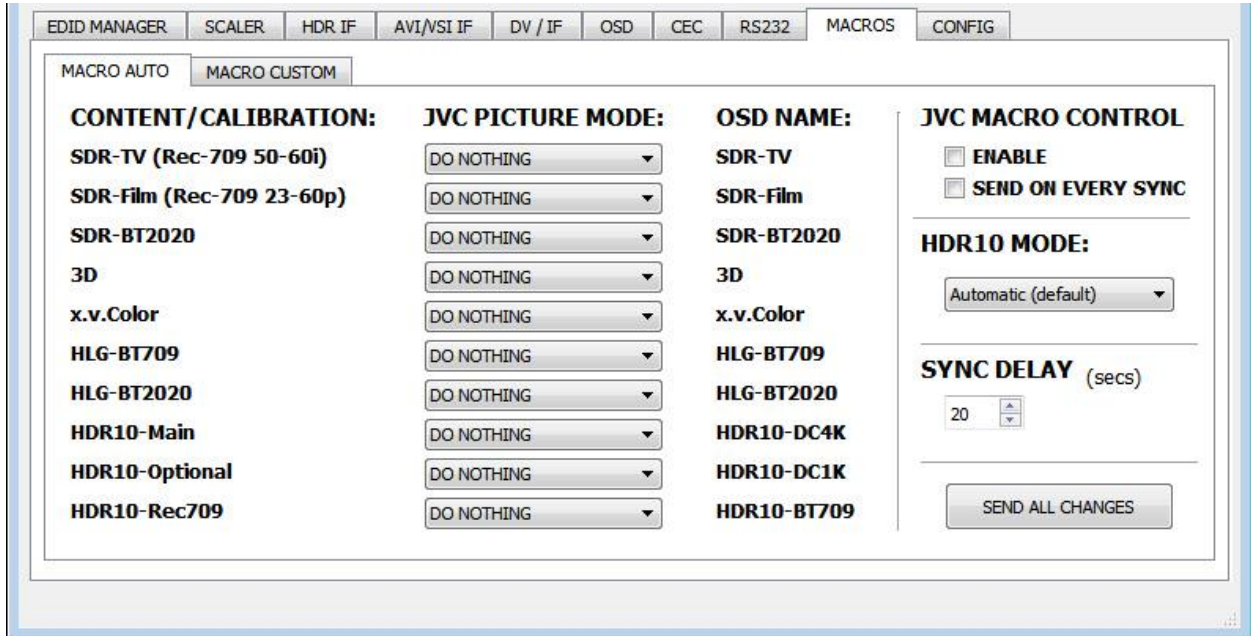 EDID MANAGER SCALER HDR IF AVI/VSI IF DV / IF OSD CEC RS232 MACROS CONFIG
MACRO AUTO MACRO CUSTOM
CONTENT/CALIBRATION: JVC PICTURE MODE: OSD NAME:
SDR-TV (Rec-709 50-60i) DO NOTHING SDR-TV
SDR-Film (Rec-709 23-60p) DO NOTHING SDR-Film
SDR-BT2020 DO NOTHING SDR-BT2020
3D DO NOTHING 3D
x.v.Color DO NOTHING x.v.Color
HLG-BT709 DO NOTHING HLG-BT709
HLG-BT2020 DO NOTHING HLG-BT2020
HDR10-Main DO NOTHING HDR10-DC4K
HDR10-Optional DO NOTHING HDR10-DC1K
HDR10-Rec709 DO NOTHING HDR10-BT709
JVC MACRO CONTROL
ENABLE
SEND ON EVERY SYNC
HDR10 MODE:
Automatic (default)
SYNC DELAY (secs)
20
SEND ALL CHANGES